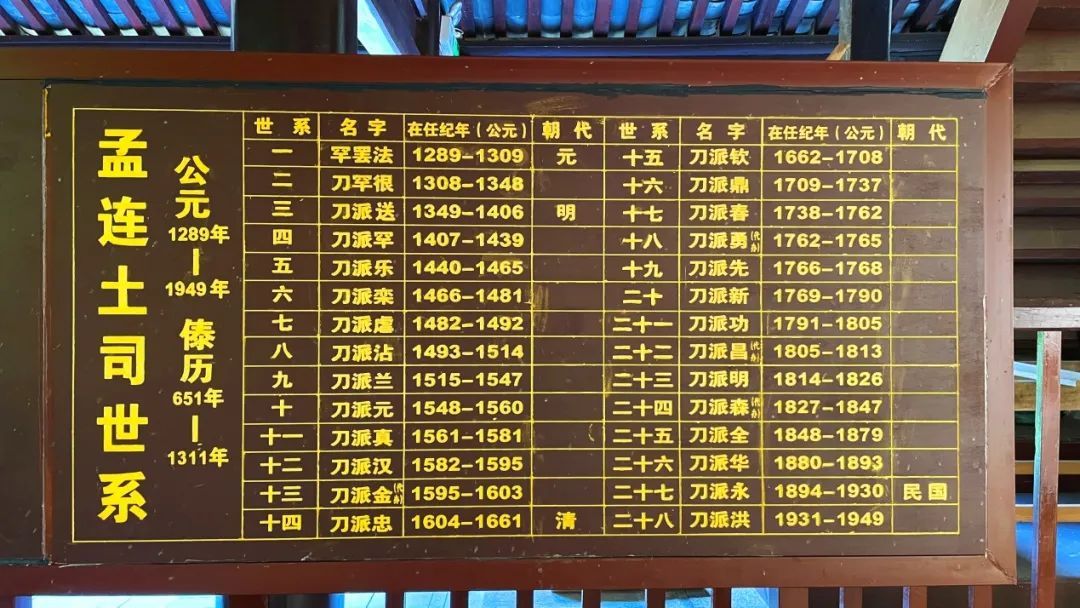 孟连土司世系
公元
1289年
—
1949年
傣历
651年
—
1311年
世系 名字 在任纪年（公元） 朝代 世系 名字 在任纪年（公元） 朝代
一 罕罢法 1289-1309 元 十五 刀派钦 1662-1708
二 刀罕很 1308-1348 十六 刀派鼎 1709-1737
三 刀派送 1349-1406 明 十七 刀派春 1738-1762
四 刀派罕 1407-1439 十八 刀派勇（代办） 1762-1765
五 刀派乐 1440-1465 十九 刀派先 1766-1768
六 刀派栾 1466-1481 二十 刀派新 1769-1790
七 刀派虐 1482-1492 二十一 刀派功 1791-1805
八 刀派沾 1493-1514 二十二 刀派昌（代办） 1805-1813
九 刀派兰 1515-1547 二十三 刀派明 1814-1826
十 刀派元 1548-1560 二十四 刀派森（代办） 1827-1847
十一 刀派真 1561-1581 二十五 刀派全 1848-1879
十二 刀派汉 1582-1595 二十六 刀派华 1880-1893
十三 刀派金（代办） 1595-1603 二十七 刀派永 1894-1930 民国
十四 刀派忠 1604-1661 清 二十八 刀派洪 1931-1949